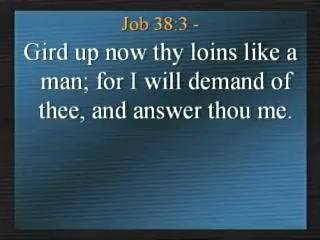 Job 38:3 -
Gird up now thy loins like a
man; for I will demand of
thee, and answer thou me.